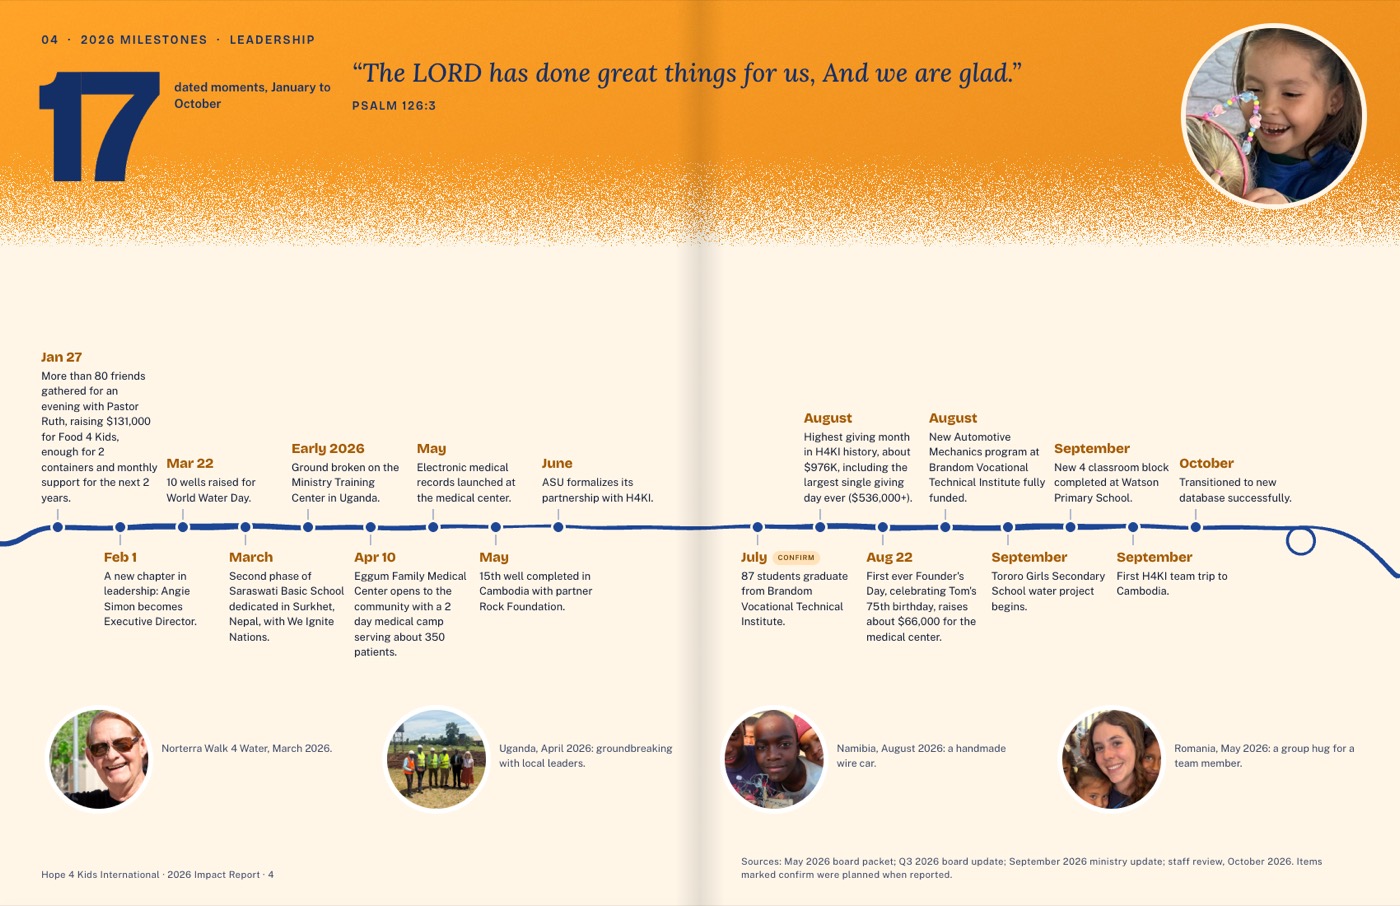 04 · 2026 MILESTONES · LEADERSHIP
17
dated moments, January to
October
“The LORD has done great things for us, And we are glad.”
PSALM 126:3
Jan 27
More than 80 friends
gathered for an
evening with Pastor
Ruth, raising $131,000
for Food 4 Kids,
enough for 2
containers and monthly
support for the next 2
years.
Feb 1
A new chapter in
leadership: Angie
Simon becomes
Executive Director.
Mar 22
10 wells raised for
World Water Day.
March
Second phase of
Saraswati Basic School
dedicated in Surkhet,
Nepal, with We Ignite
Nations.
Early 2026
Ground broken on the
Ministry Training
Center in Uganda.
Apr 10
Eggum Family Medical
Center opens to the
community with a 2
day medical camp
serving about 350
patients.
May
Electronic medical
records launched at
the medical center.
May
15th well completed in
Cambodia with partner
Rock Foundation.
June
ASU formalizes its
partnership with H4KI.
July CONFIRM
87 students graduate
from Brandom
Vocational Technical
Institute.
August
Highest giving month
in H4KI history, about
$976K, including the
largest single giving
day ever ($536,000+).
Aug 22
First ever Founder's
Day, celebrating Tom's
75th birthday, raises
about $66,000 for the
medical center.
August
New Automotive
Mechanics program at
Brandom Vocational
Technical Institute fully
funded.
September
Tororo Girls Secondary
School water project
begins.
September
New 4 classroom block
completed at Watson
Primary School.
September
First H4KI team trip to
Cambodia.
October
Transitioned to new
database successfully.
Norterra Walk 4 Water, March 2026.
Uganda, April 2026: groundbreaking
with local leaders.
Namibia, August 2026: a handmade
wire car.
Romania, May 2026: a group hug for a
team member.
Hope 4 Kids International · 2026 Impact Report · 4
Sources: May 2026 board packet; Q3 2026 board update; September 2026 ministry update; staff review, October 2026. Items
marked confirm were planned when reported.